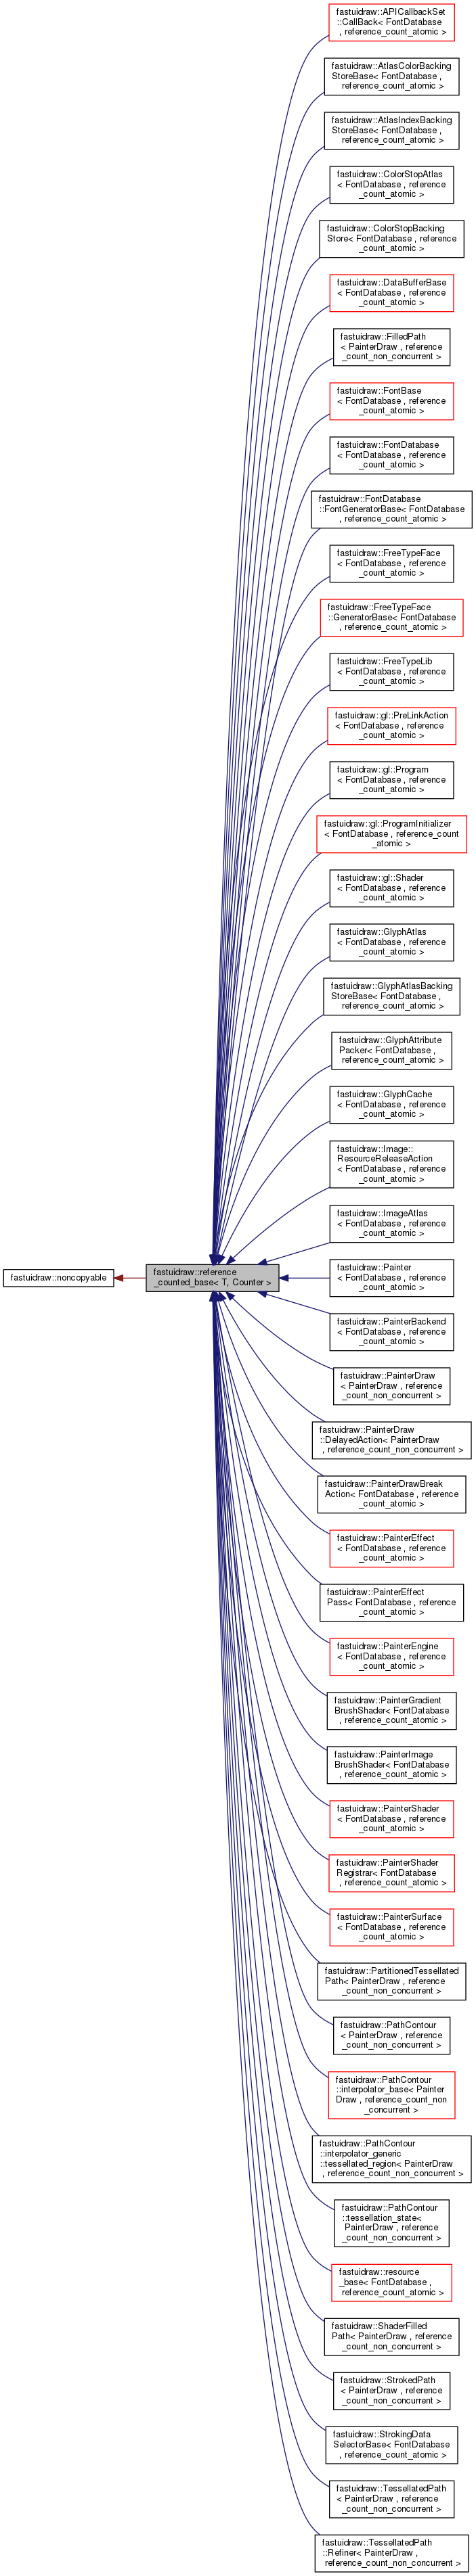 fastuidraw::APICallbackSet
::CallBack< FontDatabase
, reference_count_atomic >
fastuidraw::AtlasColorBacking
StoreBase< FontDatabase ,
reference_count_atomic >
fastuidraw::AtlasIndexBacking
StoreBase< FontDatabase ,
reference_count_atomic >
fastuidraw::ColorStopAtlas
< FontDatabase , reference
_count_atomic >
fastuidraw::ColorStopBacking
Store< FontDatabase , reference
_count_atomic >
fastuidraw::DataBufferBase
< FontDatabase , reference
_count_atomic >
fastuidraw::FilledPath
< PainterDraw , reference
_count_non_concurrent >
fastuidraw::FontBase
< FontDatabase , reference
_count_atomic >
fastuidraw::FontDatabase
< FontDatabase , reference
_count_atomic >
fastuidraw::FontDatabase
::FontGeneratorBase< FontDatabase
, reference_count_atomic >
fastuidraw::FreeTypeFace
< FontDatabase , reference
_count_atomic >
fastuidraw::FreeTypeFace
::GeneratorBase< FontDatabase
, reference_count_atomic >
fastuidraw::FreeTypeLib
< FontDatabase , reference
_count_atomic >
fastuidraw::gl::PreLinkAction
< FontDatabase , reference
_count_atomic >
fastuidraw::gl::Program
< FontDatabase , reference
_count_atomic >
fastuidraw::gl::ProgramInitializer
< FontDatabase , reference_count
_atomic >
fastuidraw::gl::Shader
< FontDatabase , reference
_count_atomic >
fastuidraw::GlyphAtlas
< FontDatabase , reference
_count_atomic >
fastuidraw::GlyphAtlasBacking
StoreBase< FontDatabase ,
reference_count_atomic >
fastuidraw::GlyphAttribute
Packer< FontDatabase ,
reference_count_atomic >
fastuidraw::GlyphCache
< FontDatabase , reference
_count_atomic >
fastuidraw::Image::
ResourceReleaseAction
< FontDatabase , reference
_count_atomic >
fastuidraw::ImageAtlas
< FontDatabase , reference
_count_atomic >
fastuidraw::noncopyable
fastuidraw::reference
_counted_base< T, Counter >
fastuidraw::Painter
< FontDatabase , reference
_count_atomic >
fastuidraw::PainterBackend
< FontDatabase , reference
_count_atomic >
fastuidraw::PainterDraw
< PainterDraw , reference
_count_non_concurrent >
fastuidraw::PainterDraw
::DelayedAction< PainterDraw
, reference_count_non_concurrent >
fastuidraw::PainterDrawBreak
Action< FontDatabase , reference
_count_atomic >
fastuidraw::PainterEffect
< FontDatabase , reference
_count_atomic >
fastuidraw::PainterEffect
Pass< FontDatabase , reference
_count_atomic >
fastuidraw::PainterEngine
< FontDatabase , reference
_count_atomic >
fastuidraw::PainterGradient
BrushShader< FontDatabase
, reference_count_atomic >
fastuidraw::PainterImage
BrushShader< FontDatabase
, reference_count_atomic >
fastuidraw::PainterShader
< FontDatabase , reference
_count_atomic >
fastuidraw::PainterShader
Registrar< FontDatabase
, reference_count_atomic >
fastuidraw::PainterSurface
< FontDatabase , reference
_count_atomic >
fastuidraw::PartitionedTessellated
Path< PainterDraw , reference
_count_non_concurrent >
fastuidraw::PathContour
< PainterDraw , reference
_count_non_concurrent >
fastuidraw::PathContour
::interpolator_base< Painter
Draw , reference_count_non
_concurrent >
fastuidraw::PathContour
::interpolator_generic
::tessellated_region< PainterDraw
, reference_count_non_concurrent >
fastuidraw::PathContour
::tessellation_state<
PainterDraw , reference
_count_non_concurrent >
fastuidraw::resource
_base< FontDatabase ,
reference_count_atomic >
fastuidraw::ShaderFilled
Path< PainterDraw , reference
_count_non_concurrent >
fastuidraw::StrokedPath
< PainterDraw , reference
_count_non_concurrent >
fastuidraw::StrokingData
SelectorBase< FontDatabase
, reference_count_atomic >
fastuidraw::TessellatedPath
< PainterDraw , reference
_count_non_concurrent >
fastuidraw::TessellatedPath
::Refiner< PainterDraw ,
reference_count_non_concurrent >